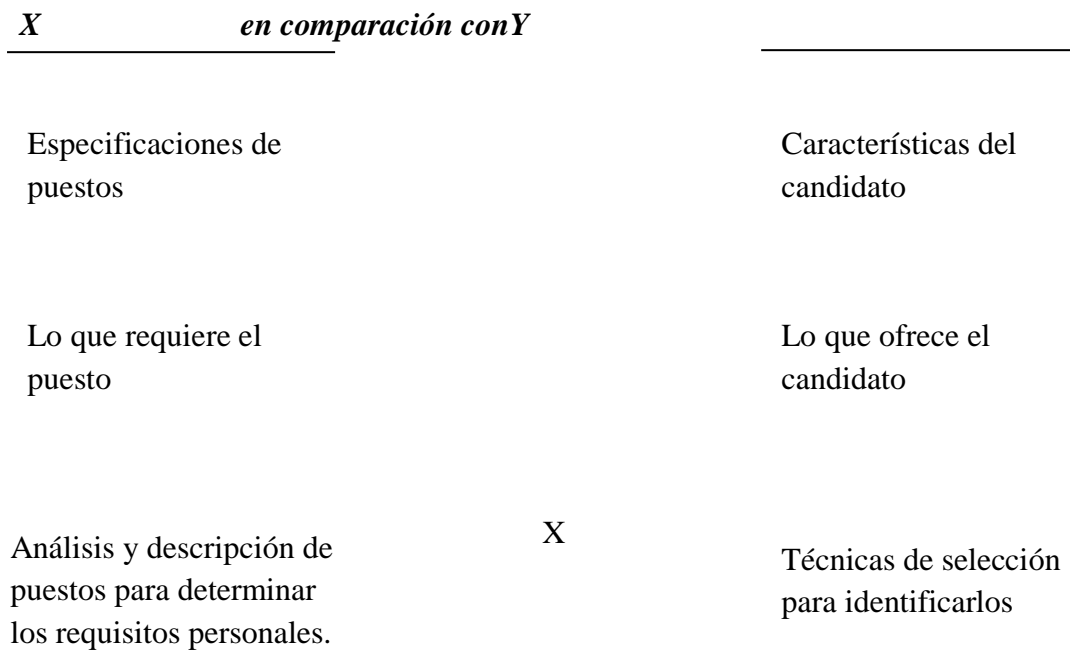 X en comparación conY
Especificaciones de
puestos
Características del
candidato
Lo que requiere el
puesto
Lo que ofrece el
candidato
Análisis y descripción de
puestos para determinar
los requisitos personales.
X
Técnicas de selección
para identificarlos